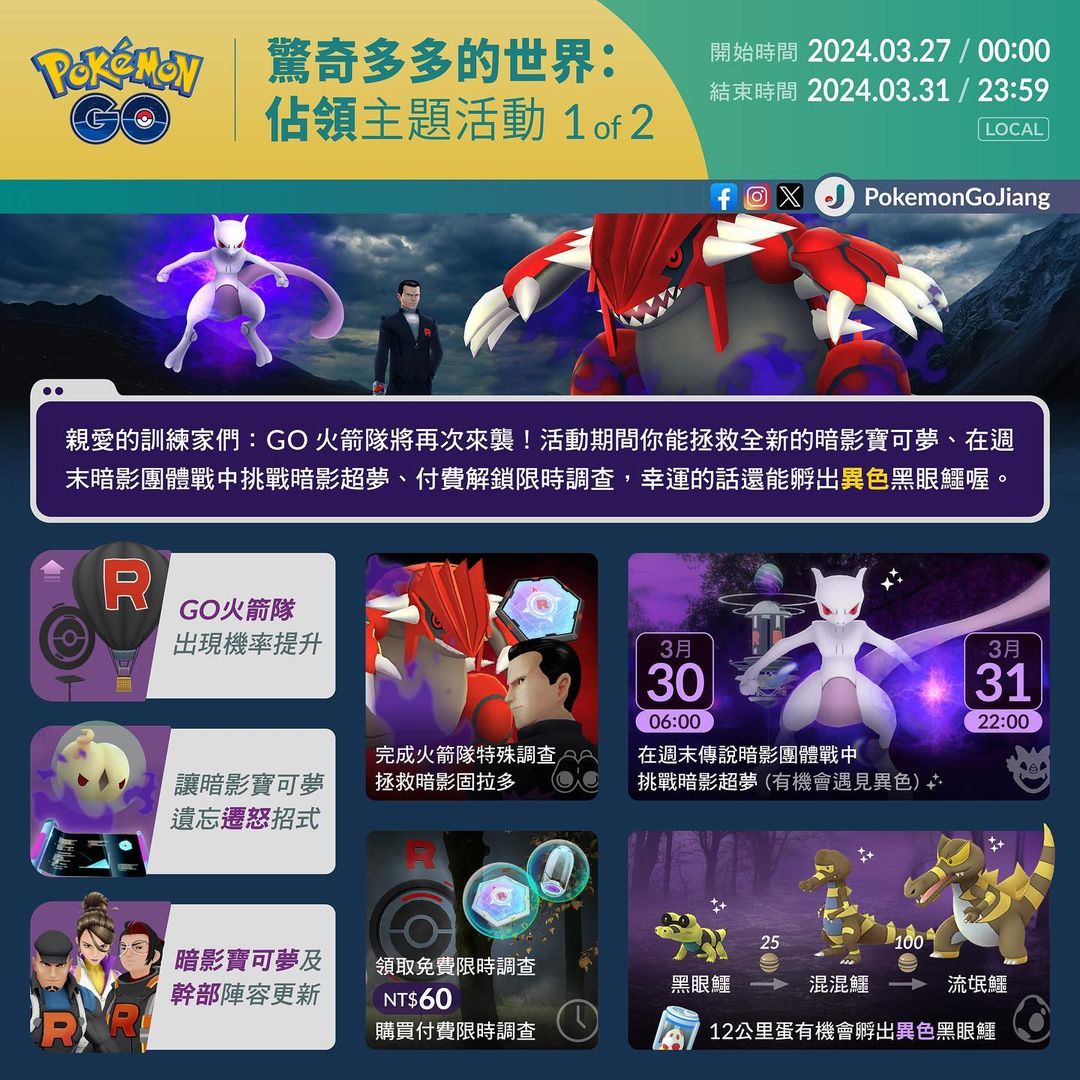 POKÉMON
GO
驚奇多多的世界：
佔領主題活動 1 of 2
開始時間 2024.03.27 / 00:00
結束時間 2024.03.31 / 23:59
LOCAL
PokemonGoJiang
親愛的訓練家們：GO 火箭隊將再次來襲！活動期間你能拯救全新的暗影寶可夢、在週
末暗影團體戰中挑戰暗影超夢、付費解鎖限時調查，幸運的話還能孵出異色黑眼鱷喔。
R
GO火箭隊
出現機率提升
讓暗影寶可夢
遺忘遷怒招式
R
R
暗影寶可夢及
幹部陣容更新
R
完成火箭隊特殊調查
拯救暗影固拉多
R
R
領取免費限時調查
NT$60
購買付費限時調查
3月
30
06:00
3月
31
22:00
在週末傳說暗影團體戰中
挑戰暗影超夢（有機會遇見異色）
25
100
黑眼鱷
混混鱷
流氓鱷
12公里蛋有機會孵出異色黑眼鱷